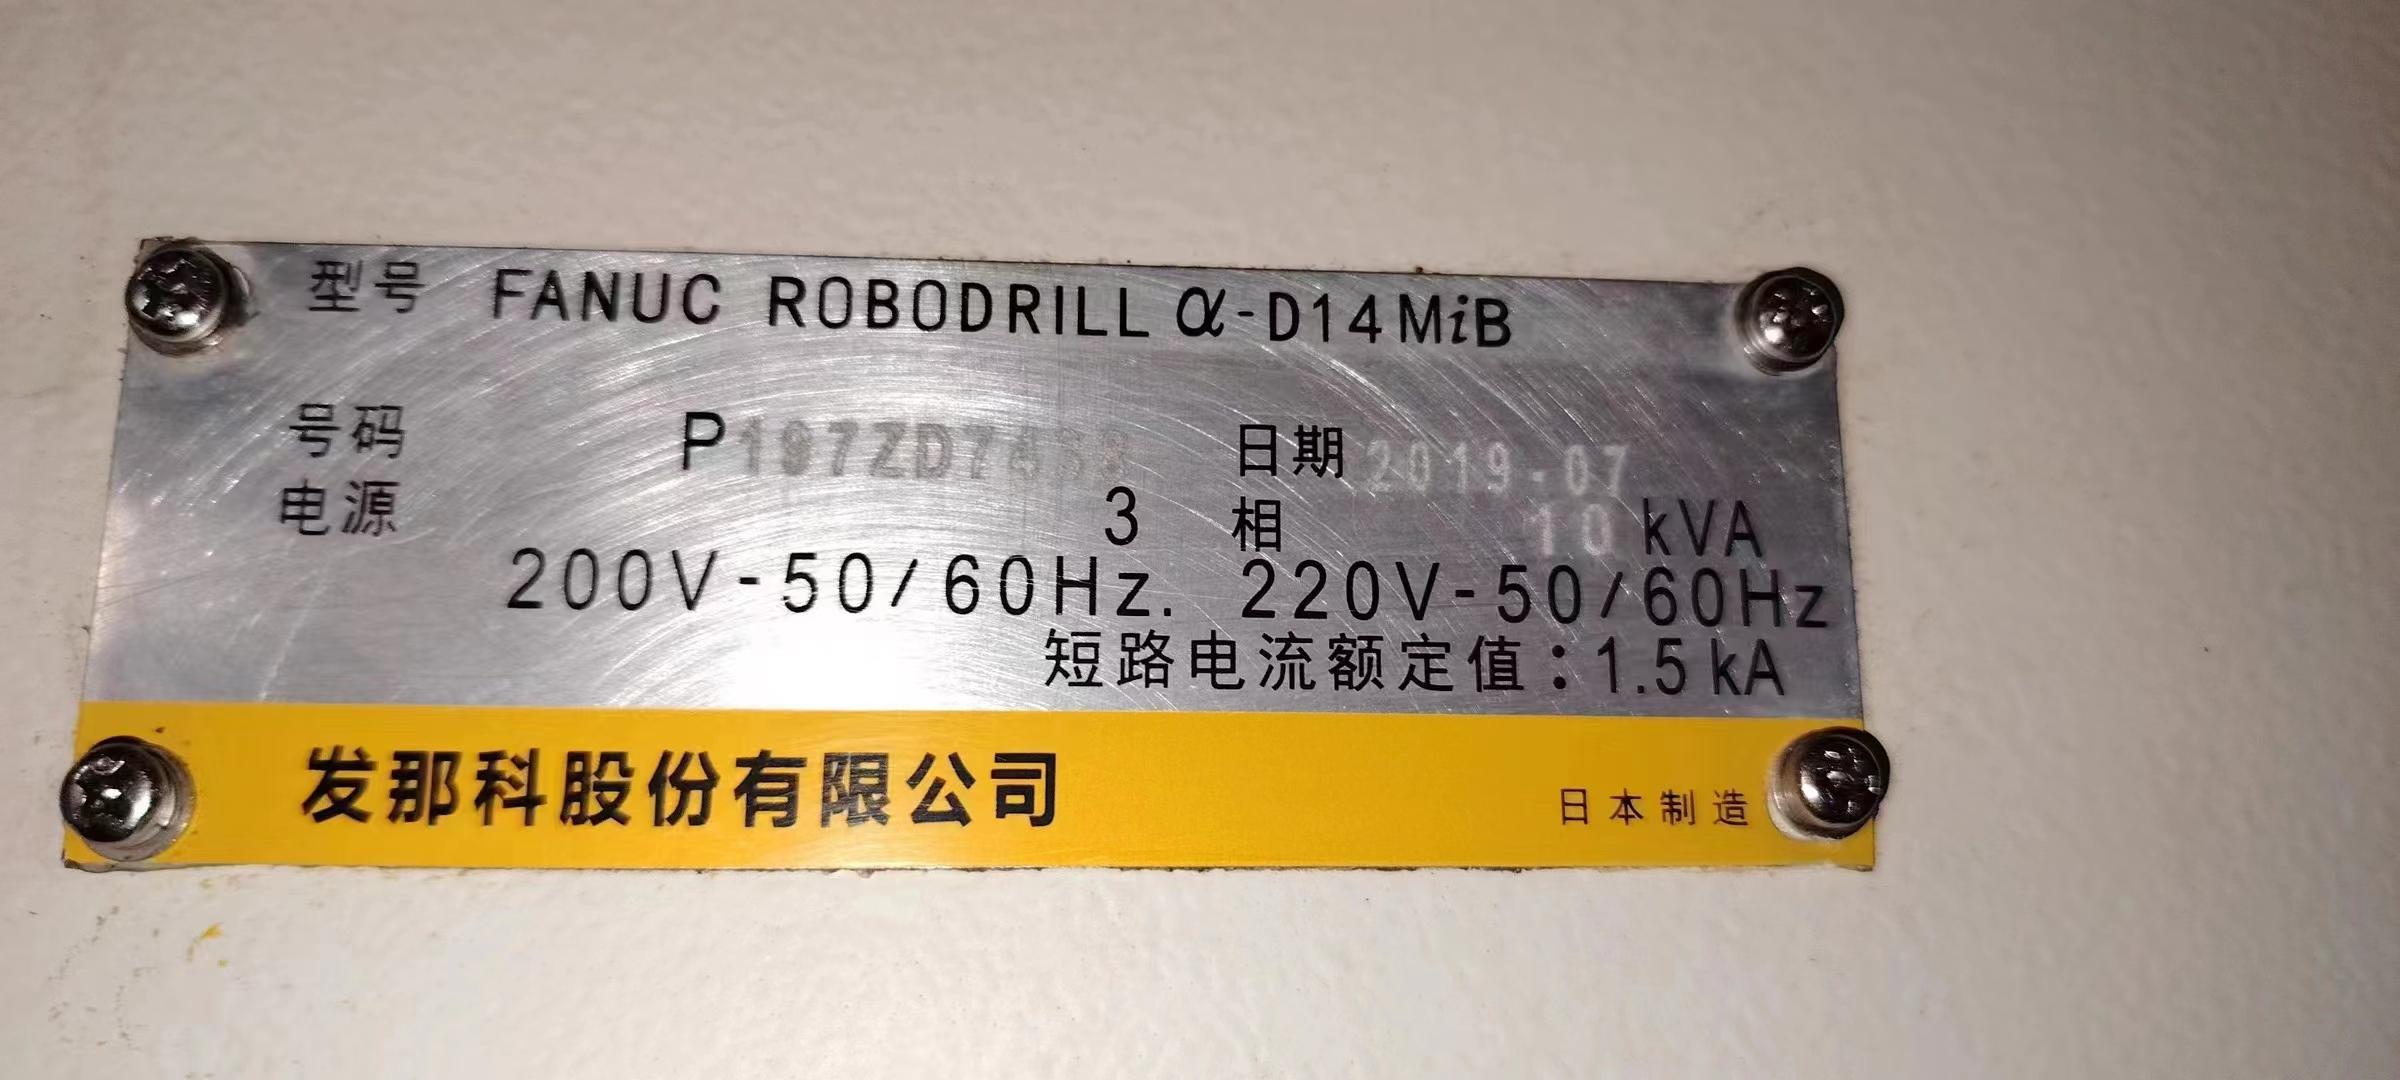 型号 FANUC ROBODRILL α-D14MiB
号码 日期 2019-07
电源 3 相 10 kVA
200V-50/60Hz. 220V-50/60Hz
短路电流额定值：1.5 kA
发那科股份有限公司 日本制造